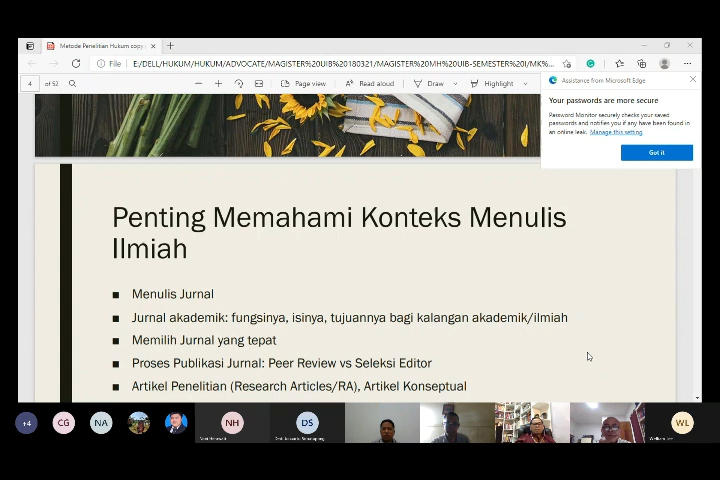 Metode Penelitian Hukum copy
File
E:/DELL/HUKUM/HUKUM/ADVOCATE/MAGISTER%20UIB%20180321/MAGISTER%20MH%20UIB-SEMESTER%20I/MK%...
4 of 52
Page view
Read aloud
Draw
Highlight
Assistance from Microsoft Edge
Your passwords are more secure
Password Monitor securely checks your saved
passwords and notifies you if any have been found in
an online leak. Manage this setting
Got it
Penting Memahami Konteks Menulis
Ilmiah
Menulis Jurnal
Jurnal akademik: fungsinya, isinya, tujuannya bagi kalangan akademik/ilmiah
Memilih Jurnal yang tepat
Proses Publikasi Jurnal: Peer Review vs Seleksi Editor
Artikel Penelitian (Research Articles/RA), Artikel Konseptual
+4
CG
NA
NH
DS
WL